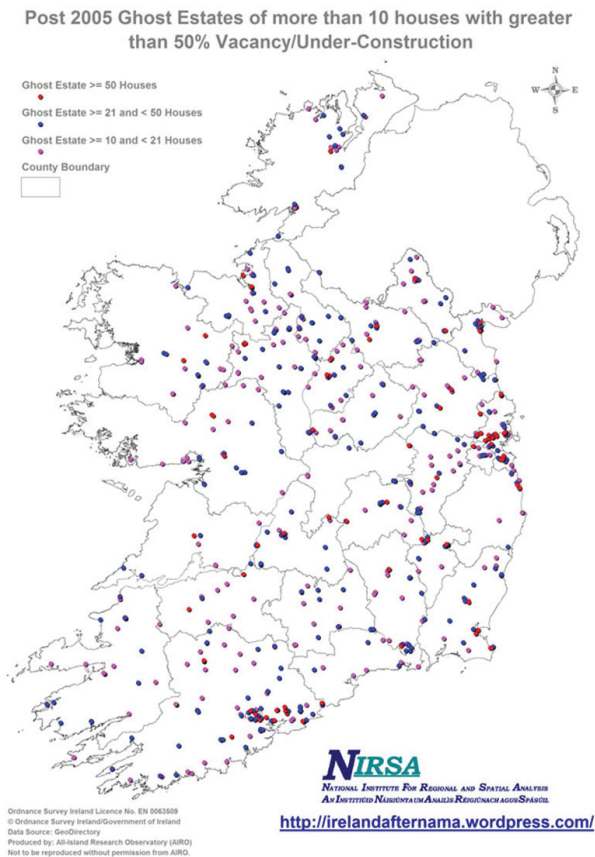 Post 2005 Ghost Estates of more than 10 houses with greater
than 50% Vacancy/Under-Construction
Ghost Estate >= 50 Houses
Ghost Estate >= 21 and < 50 Houses
Ghost Estate >= 10 and < 21 Houses
County Boundary
N
W E
S
NIRSA
NATIONAL INSTITUTE FOR REGIONAL AND SPATIAL ANALYSIS
AN INSTITIÚID NÁISIÚNTA UM ANAILÍS RÉIGIÚNACH AGUS SPÁSÚIL
http://irelandafternama.wordpress.com/
Ordnance Survey Ireland Licence No. EN 0063509
© Ordnance Survey Ireland/Government of Ireland
Data Source: GeoDirectory
Produced by: All-Island Research Observatory (AIRO)
Not to be reproduced without permission from AIRO.